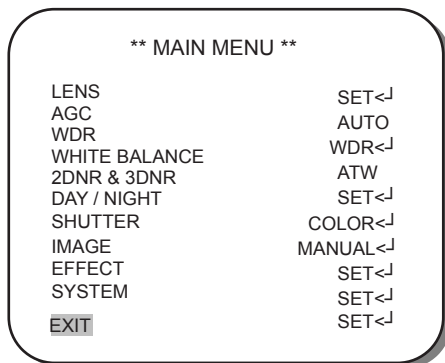 ** MAIN MENU **
LENS SET<┘
AGC AUTO
WDR WDR<┘
WHITE BALANCE ATW
2DNR & 3DNR SET<┘
DAY / NIGHT COLOR<┘
SHUTTER MANUAL<┘
IMAGE SET<┘
EFFECT SET<┘
SYSTEM SET<┘
EXIT